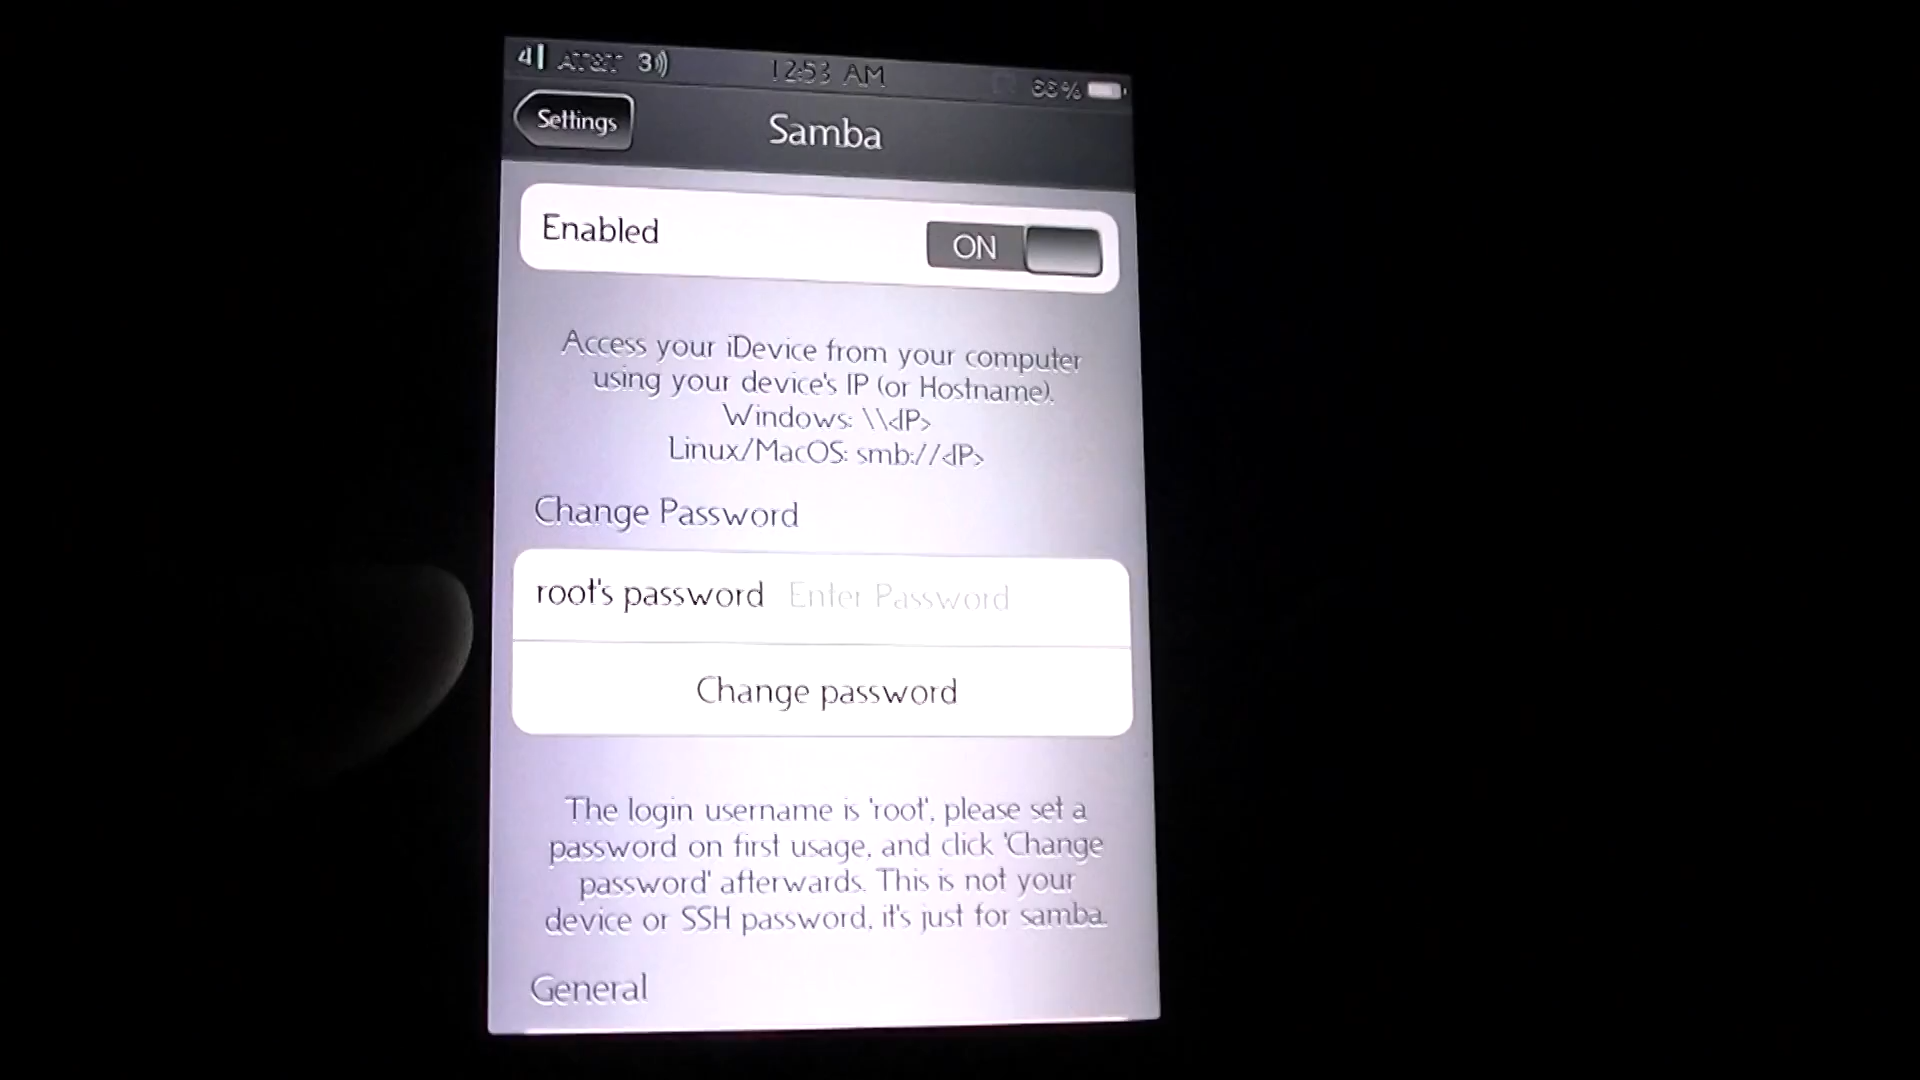 4 AT&T 3 12:53 AM 66%
Settings
Samba
Enabled
ON
Access your iDevice from your computer
using your device's IP (or Hostname).
Windows: \\<IP>
Linux/MacOS: smb://<IP>
Change Password
root's password Enter Password
Change password
The login username is 'root', please set a
password on first usage, and click 'Change
password' afterwards. This is not your
device or SSH password, it's just for samba.
General